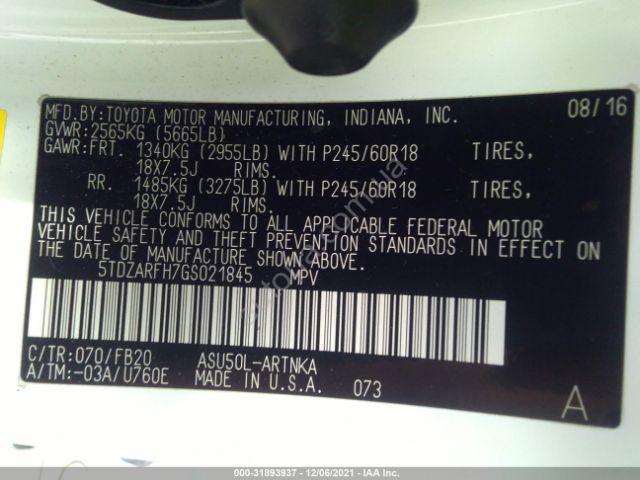 MFD.BY:TOYOTA MOTOR MANUFACTURING, INDIANA, INC. 08/16
GVWR:2565KG (5665LB)
GAWR:FRT. 1340KG (2955LB) WITH P245/60R18 TIRES,
18X7.5J RIMS.
RR. 1485KG (3275LB) WITH P245/60R18 TIRES,
18X7.5J RIMS.
THIS VEHICLE CONFORMS TO ALL APPLICABLE FEDERAL MOTOR
VEHICLE SAFETY AND THEFT PREVENTION STANDARDS IN EFFECT ON
THE DATE OF MANUFACTURE SHOWN ABOVE.
5TDZARFH7GS021845 MPV
C/TR:070/FB20 ASU50L-ARTNKA
A/TM:-03A/U760E MADE IN U.S.A. 073 A
000-31893937 - 12/06/2021 - IAA Inc.